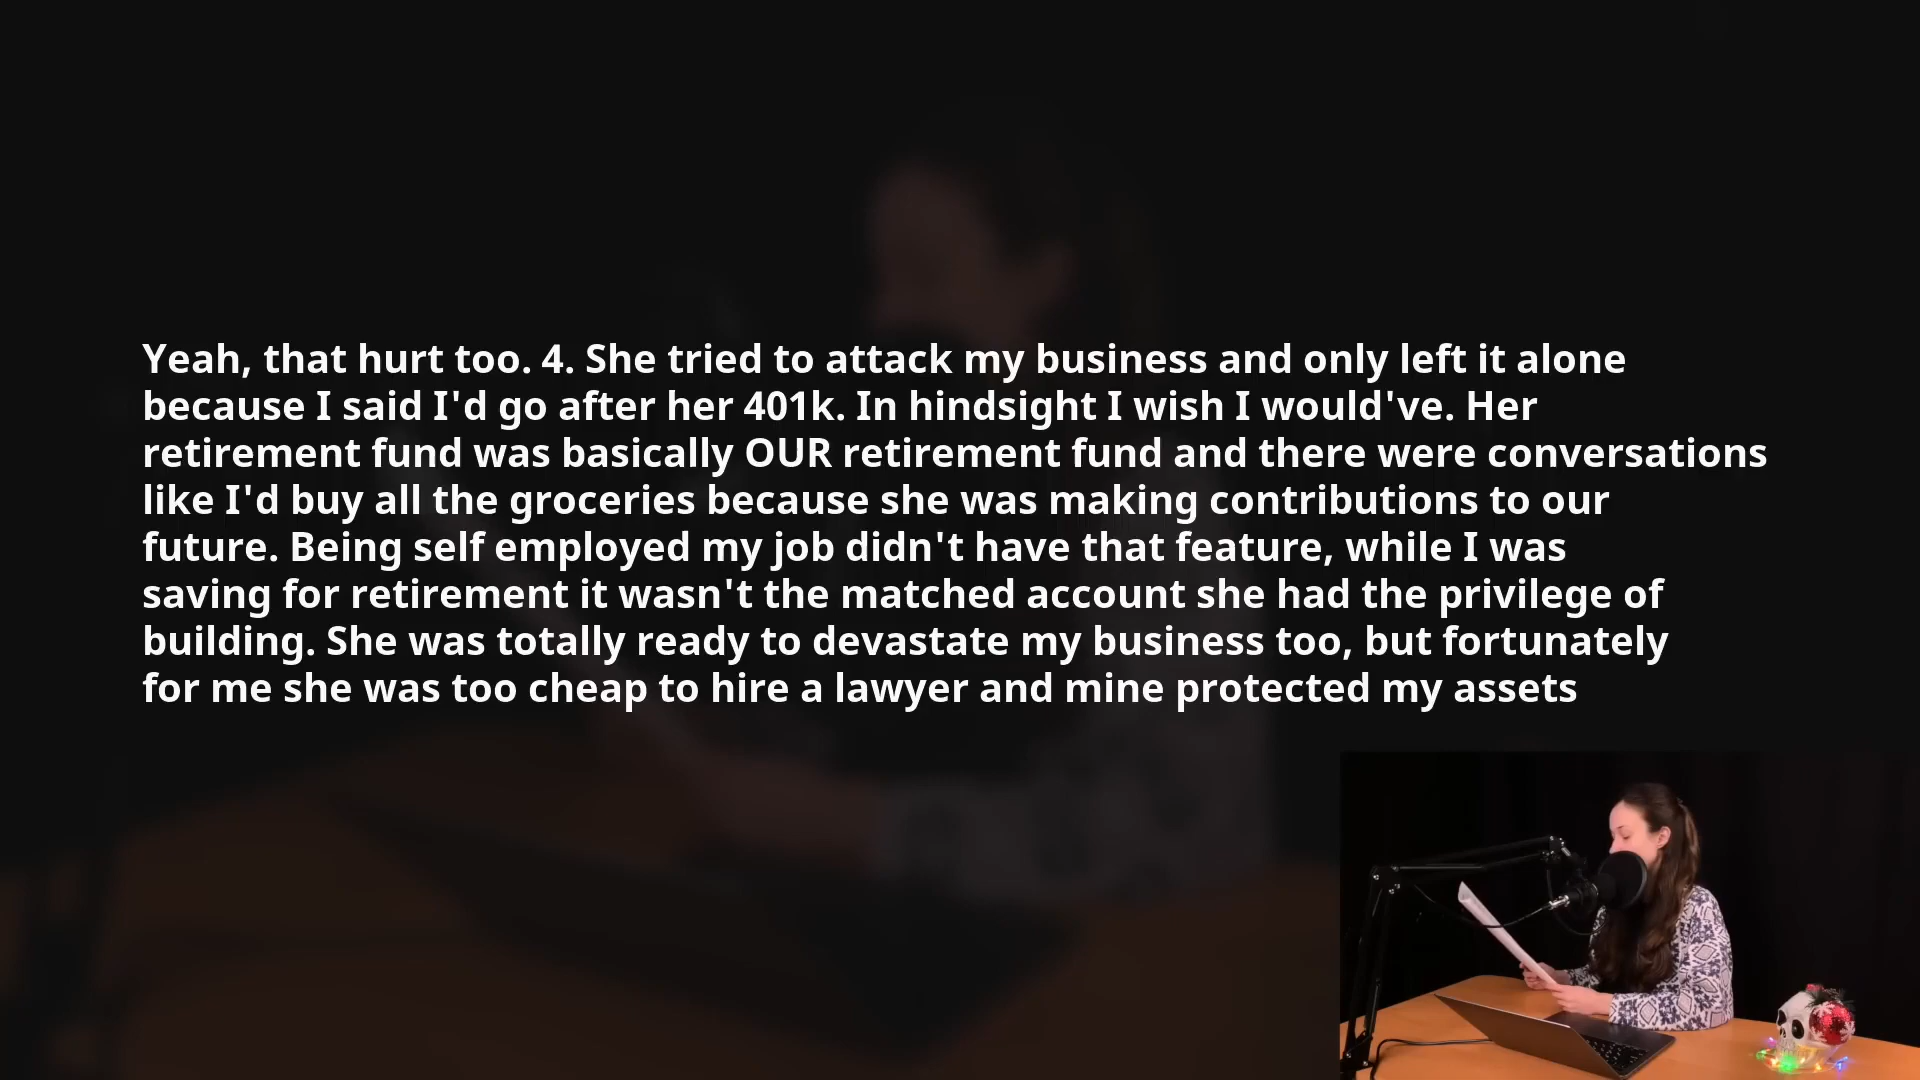 Yeah, that hurt too. 4. She tried to attack my business and only left it alone
because I said I'd go after her 401k. In hindsight I wish I would've. Her
retirement fund was basically OUR retirement fund and there were conversations
like I'd buy all the groceries because she was making contributions to our
future. Being self employed my job didn't have that feature, while I was
saving for retirement it wasn't the matched account she had the privilege of
building. She was totally ready to devastate my business too, but fortunately
for me she was too cheap to hire a lawyer and mine protected my assets